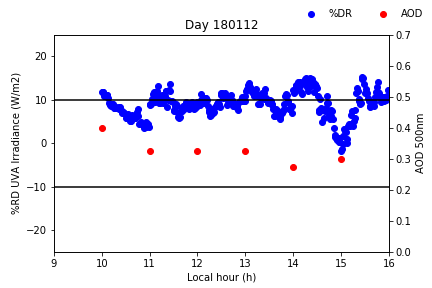 %DR AOD
Day 180112
20
10
0
−10
−20
%RD UVA Irradiance (W/m2)
0.7
0.6
0.5
0.4
0.3
0.2
0.1
0.0
AOD 500nm
9 10 11 12 13 14 15 16
Local hour (h)